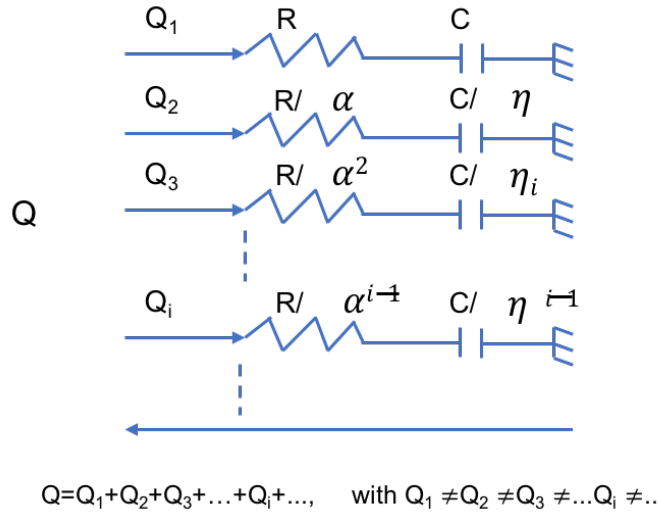 Q₁ R C
Q₂ R/ α C/ η
Q₃ R/ α² C/ ηᵢ
Q
Qᵢ R/ αⁱ⁻¹ C/ η ⁱ⁻¹
Q=Q₁+Q₂+Q₃+...+Qᵢ+..., with Q₁ ≠Q₂ ≠Q₃ ≠...Qᵢ ≠..